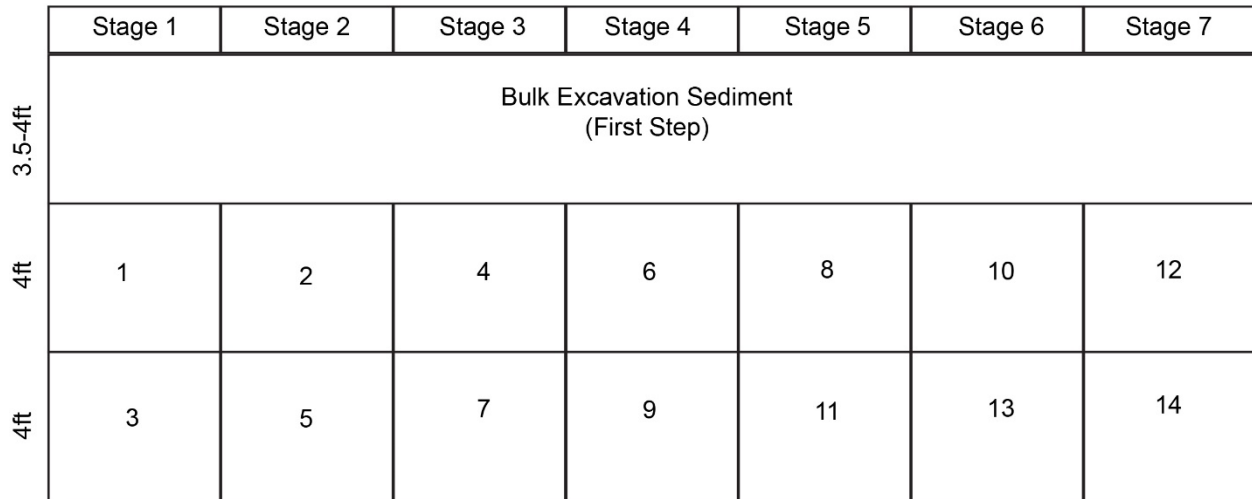 Stage 1 Stage 2 Stage 3 Stage 4 Stage 5 Stage 6 Stage 7
3.5-4ft
Bulk Excavation Sediment
(First Step)
4ft
1 2 4 6 8 10 12
4ft
3 5 7 9 11 13 14